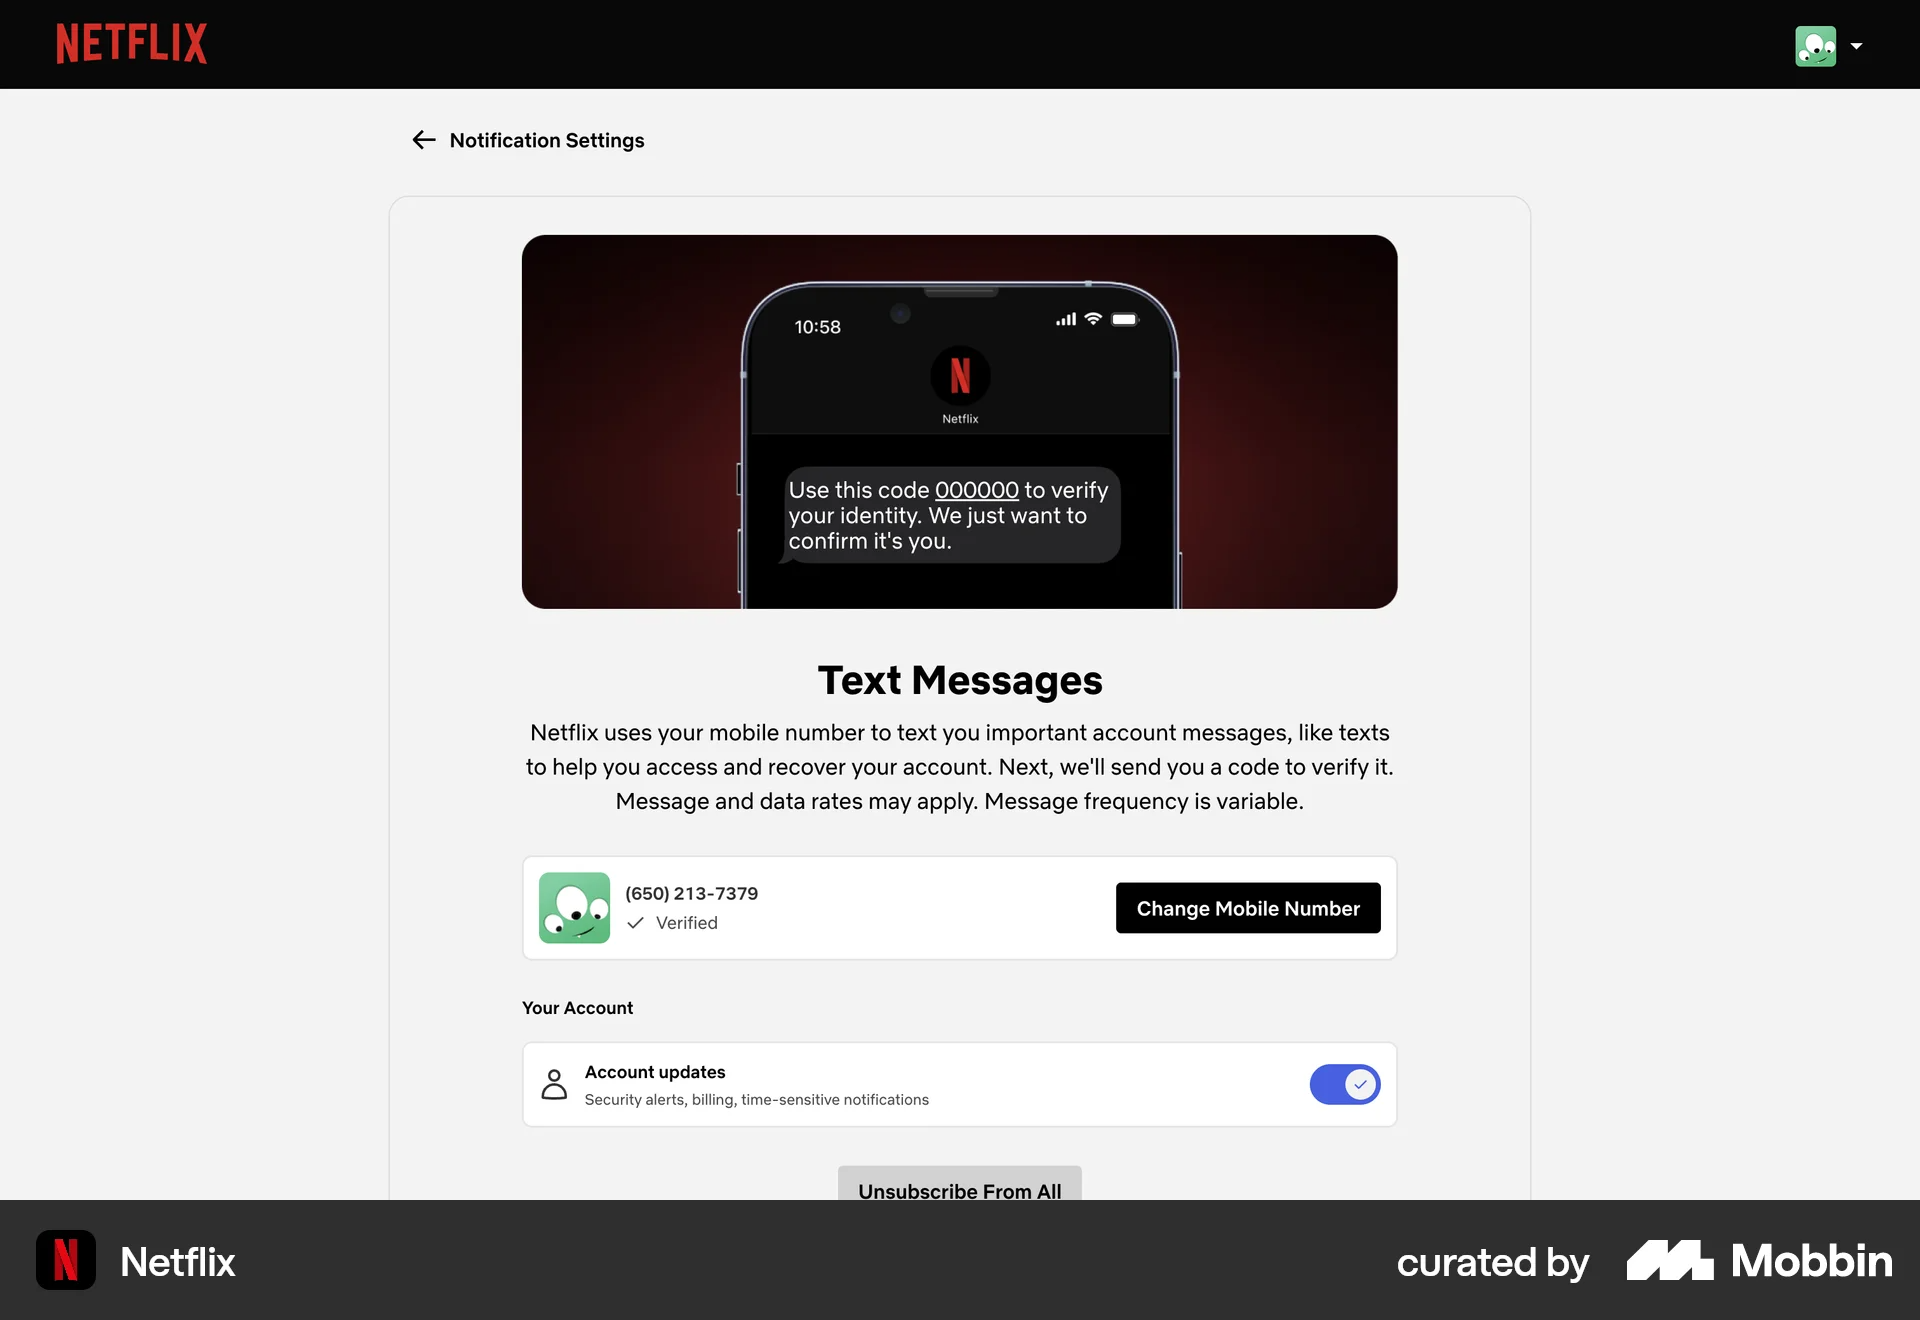 NETFLIX
Notification Settings
10:58
N
Netflix
Use this code 000000 to verify
your identity. We just want to
confirm it's you.
Text Messages
Netflix uses your mobile number to text you important account messages, like texts
to help you access and recover your account. Next, we'll send you a code to verify it.
Message and data rates may apply. Message frequency is variable.
(650) 213-7379
Verified
Change Mobile Number
Your Account
Account updates
Security alerts, billing, time-sensitive notifications
Unsubscribe From All
N
Netflix
curated by
Mobbin